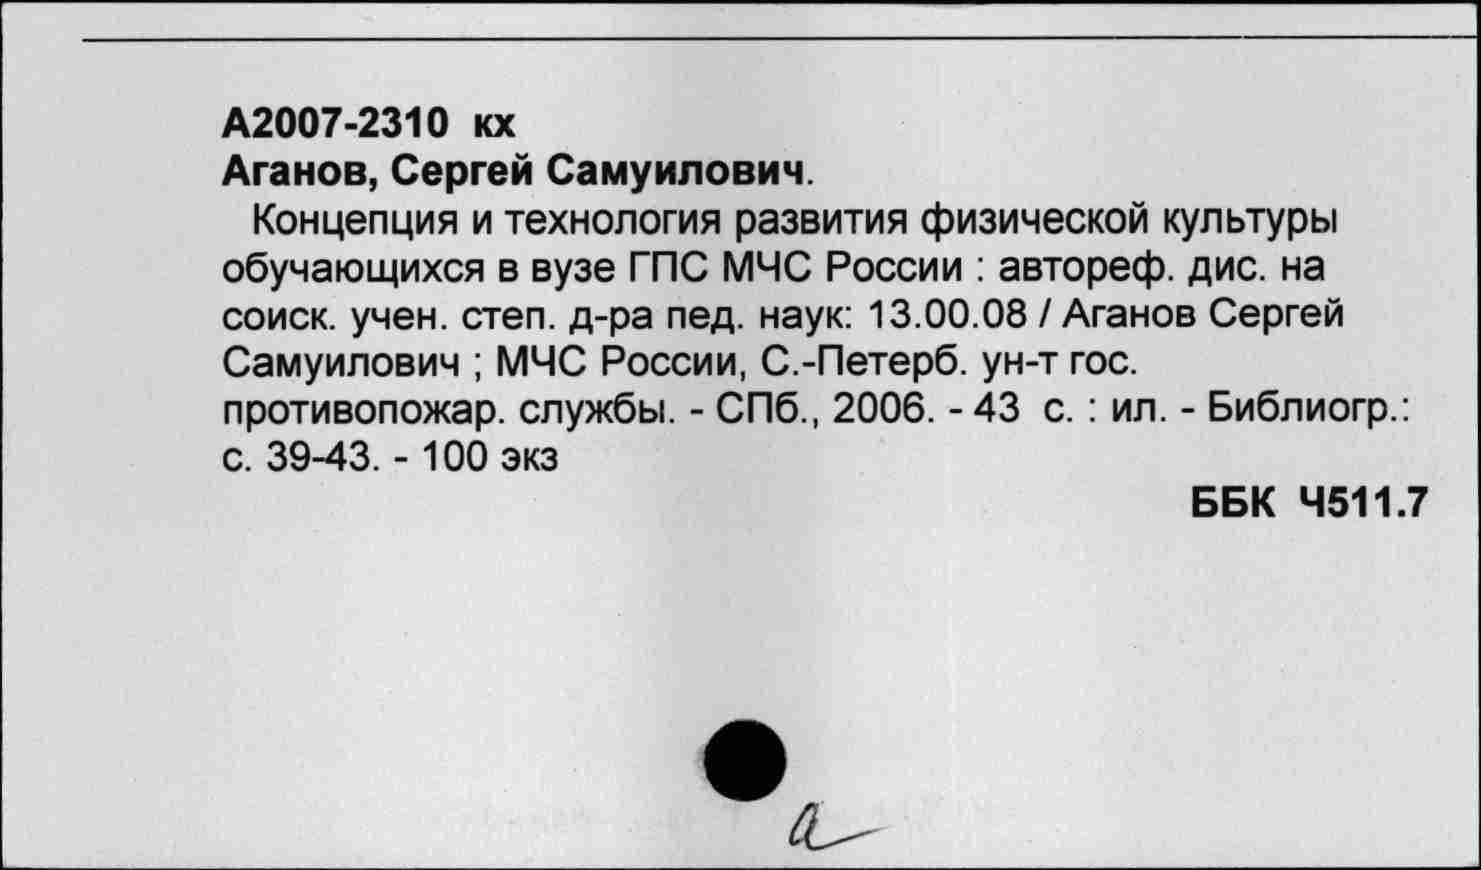 А2007-2310 кх
Аганов, Сергей Самуилович.
Концепция и технология развития физической культуры
обучающихся в вузе ГПС МЧС России : автореф. дис. на
соиск. учен. степ. д-ра пед. наук: 13.00.08 / Аганов Сергей
Самуилович ; МЧС России, С.-Петерб. ун-т гос.
противопожар. службы. - СПб., 2006. - 43 с. : ил. - Библиогр.:
с. 39-43. - 100 экз
ББК Ч511.7
а